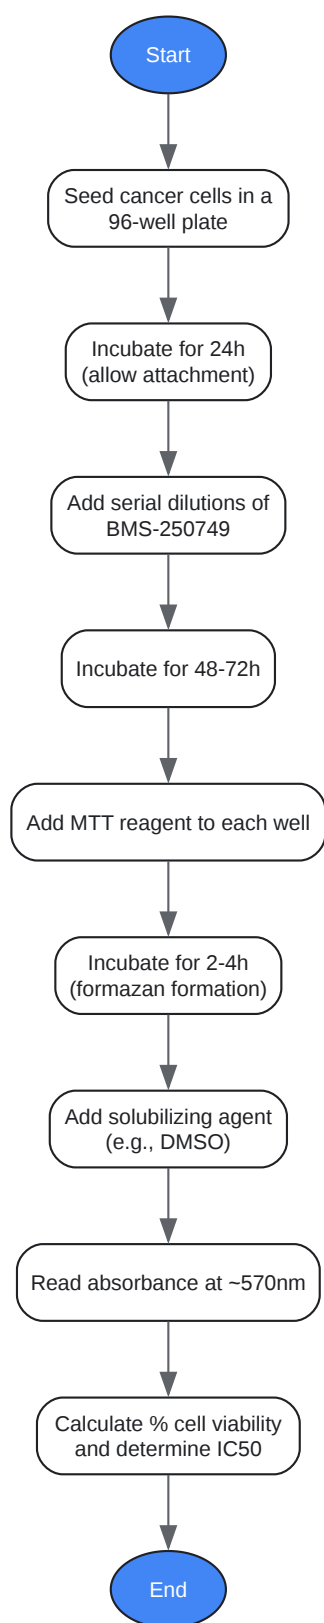 Start
Seed cancer cells in a
96-well plate
Incubate for 24h
(allow attachment)
Add serial dilutions of
BMS-250749
Incubate for 48-72h
Add MTT reagent to each well
Incubate for 2-4h
(formazan formation)
Add solubilizing agent
(e.g., DMSO)
Read absorbance at ~570nm
Calculate % cell viability
and determine IC50
End